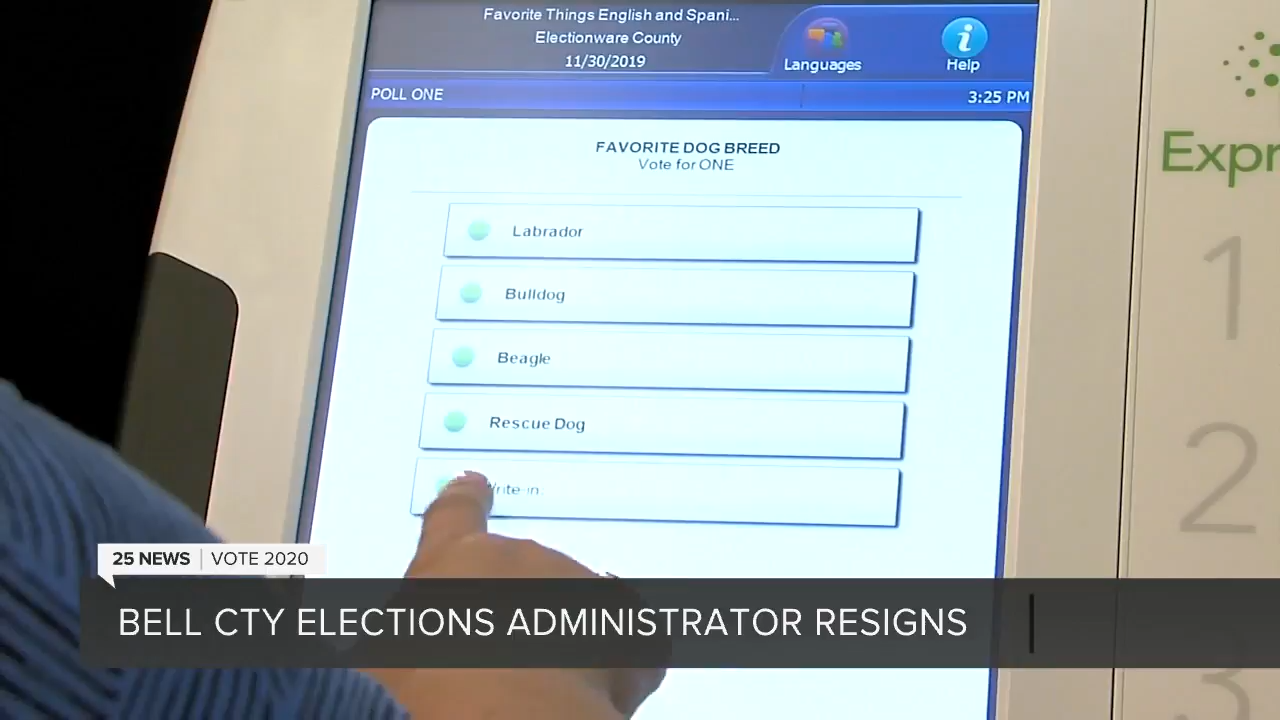 Favorite Things English and Spani...
Electionware County
11/30/2019
Languages
Help
POLL ONE
3:25 PM
FAVORITE DOG BREED
Vote for ONE
Labrador
Bulldog
Beagle
Rescue Dog
Write-in
Expr
1
2
3
25 NEWS | VOTE 2020
BELL CTY ELECTIONS ADMINISTRATOR RESIGNS